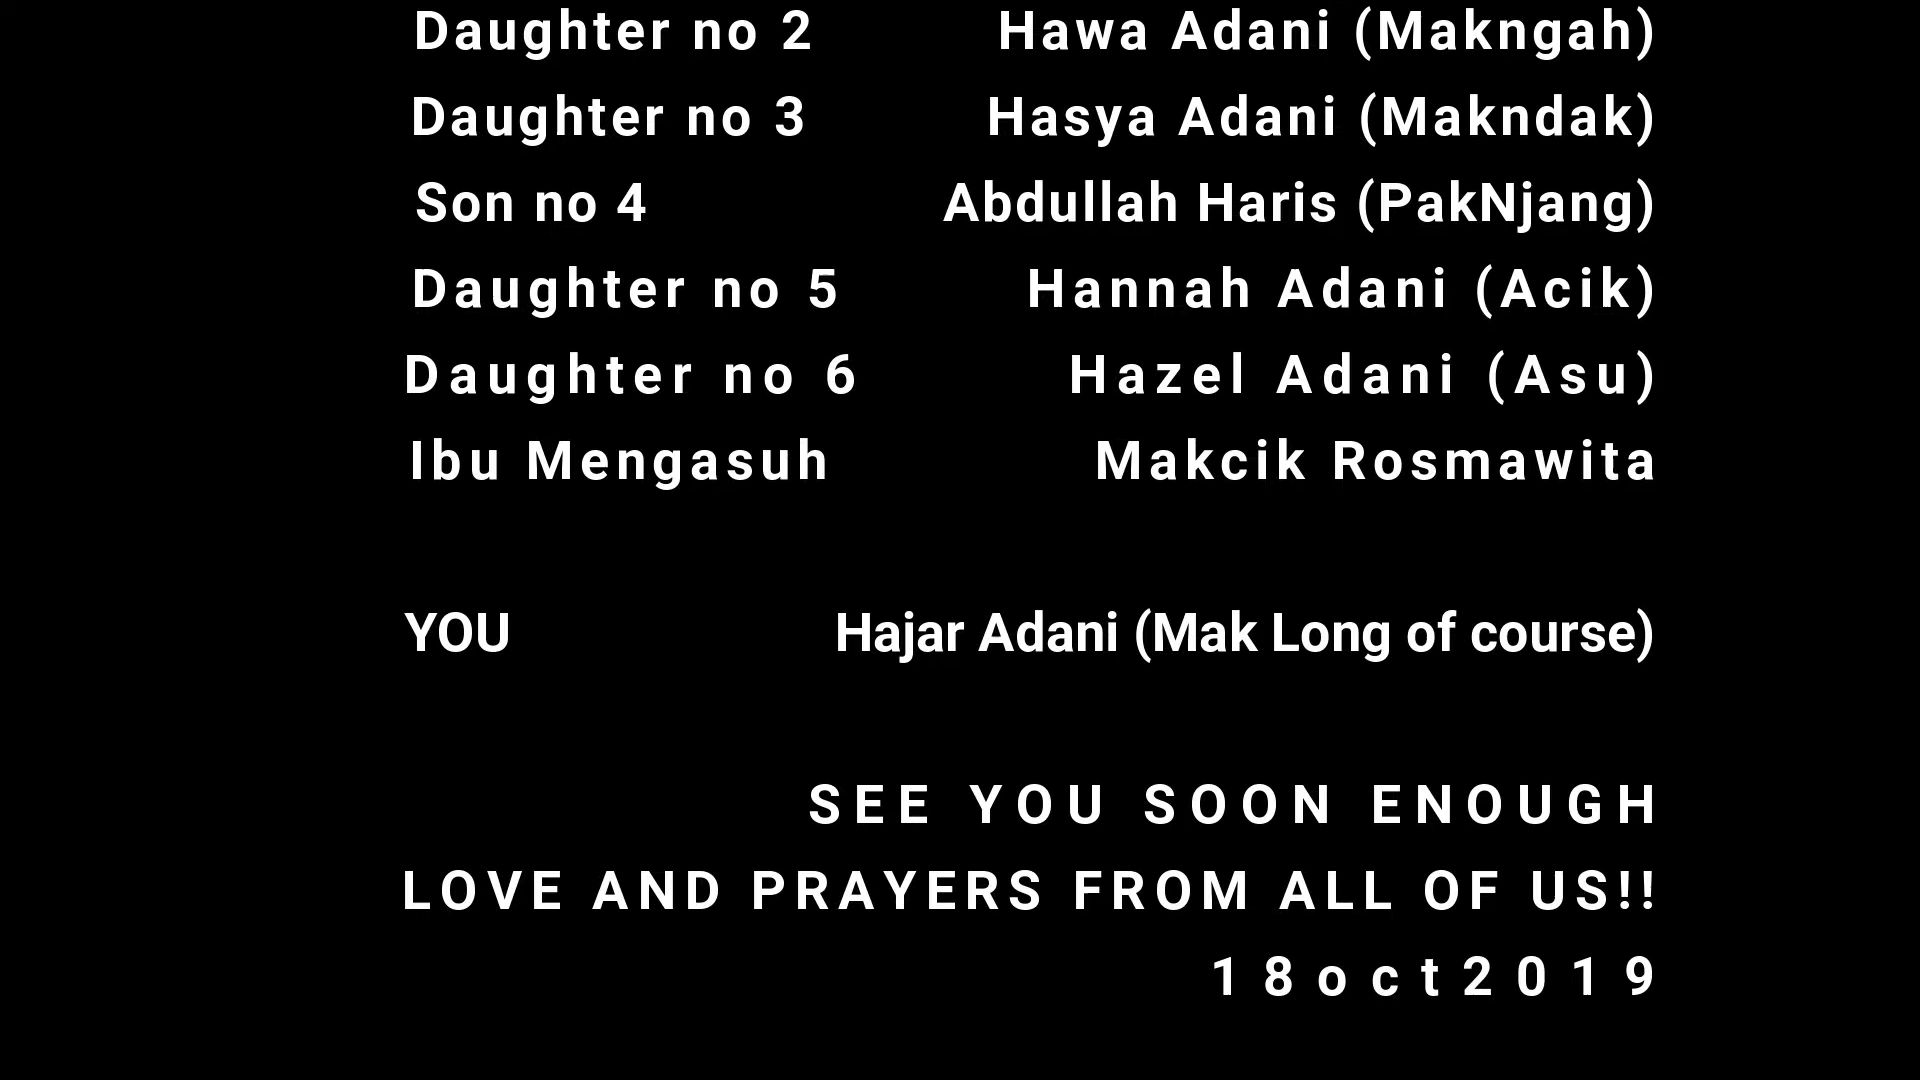 Daughter no 2 Hawa Adani (Makngah)
Daughter no 3 Hasya Adani (Makndak)
Son no 4 Abdullah Haris (PakNjang)
Daughter no 5 Hannah Adani (Acik)
Daughter no 6 Hazel Adani (Asu)
Ibu Mengasuh Makcik Rosmawita
YOU Hajar Adani (Mak Long of course)
SEE YOU SOON ENOUGH
LOVE AND PRAYERS FROM ALL OF US!!
18oct2019